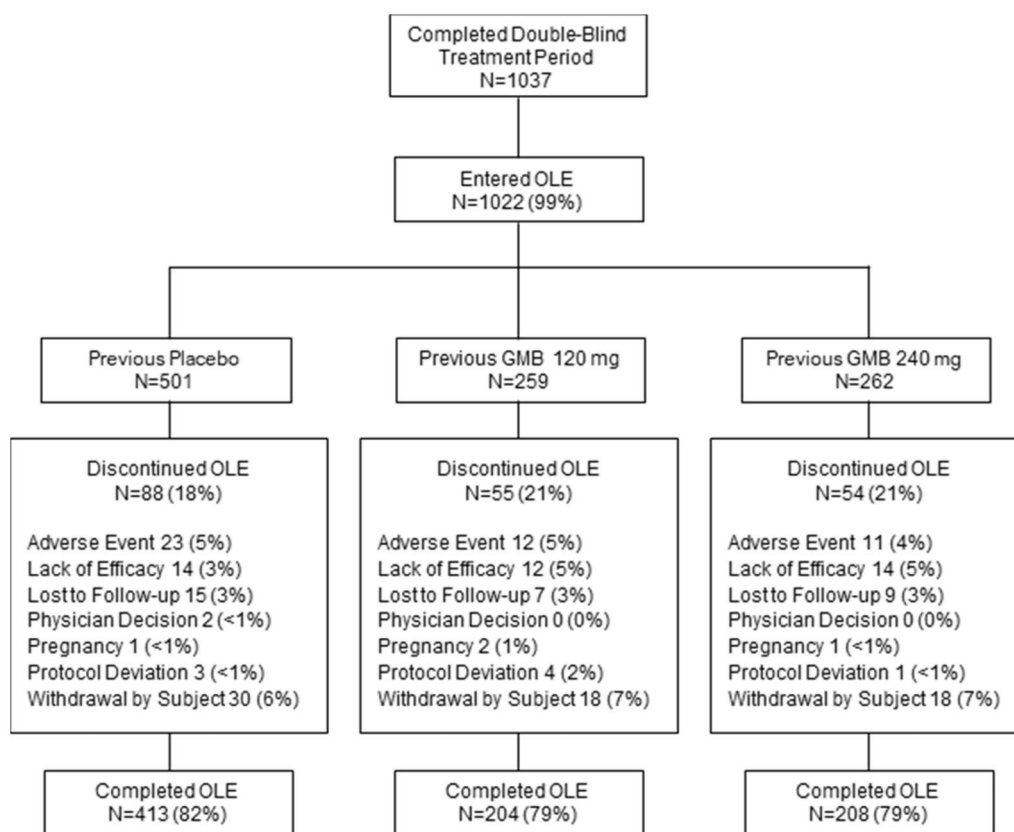 Completed Double-Blind
Treatment Period
N=1037
Entered OLE
N=1022 (99%)
Previous Placebo
N=501
Previous GMB 120 mg
N=259
Previous GMB 240 mg
N=262
Discontinued OLE
N=88 (18%)
Adverse Event 23 (5%)
Lack of Efficacy 14 (3%)
Lost to Follow-up 15 (3%)
Physician Decision 2 (<1%)
Pregnancy 1 (<1%)
Protocol Deviation 3 (<1%)
Withdrawal by Subject 30 (6%)
Discontinued OLE
N=55 (21%)
Adverse Event 12 (5%)
Lack of Efficacy 12 (5%)
Lost to Follow-up 7 (3%)
Physician Decision 0 (0%)
Pregnancy 2 (1%)
Protocol Deviation 4 (2%)
Withdrawal by Subject 18 (7%)
Discontinued OLE
N=54 (21%)
Adverse Event 11 (4%)
Lack of Efficacy 14 (5%)
Lost to Follow-up 9 (3%)
Physician Decision 0 (0%)
Pregnancy 1 (<1%)
Protocol Deviation 1 (<1%)
Withdrawal by Subject 18 (7%)
Completed OLE
N=413 (82%)
Completed OLE
N=204 (79%)
Completed OLE
N=208 (79%)